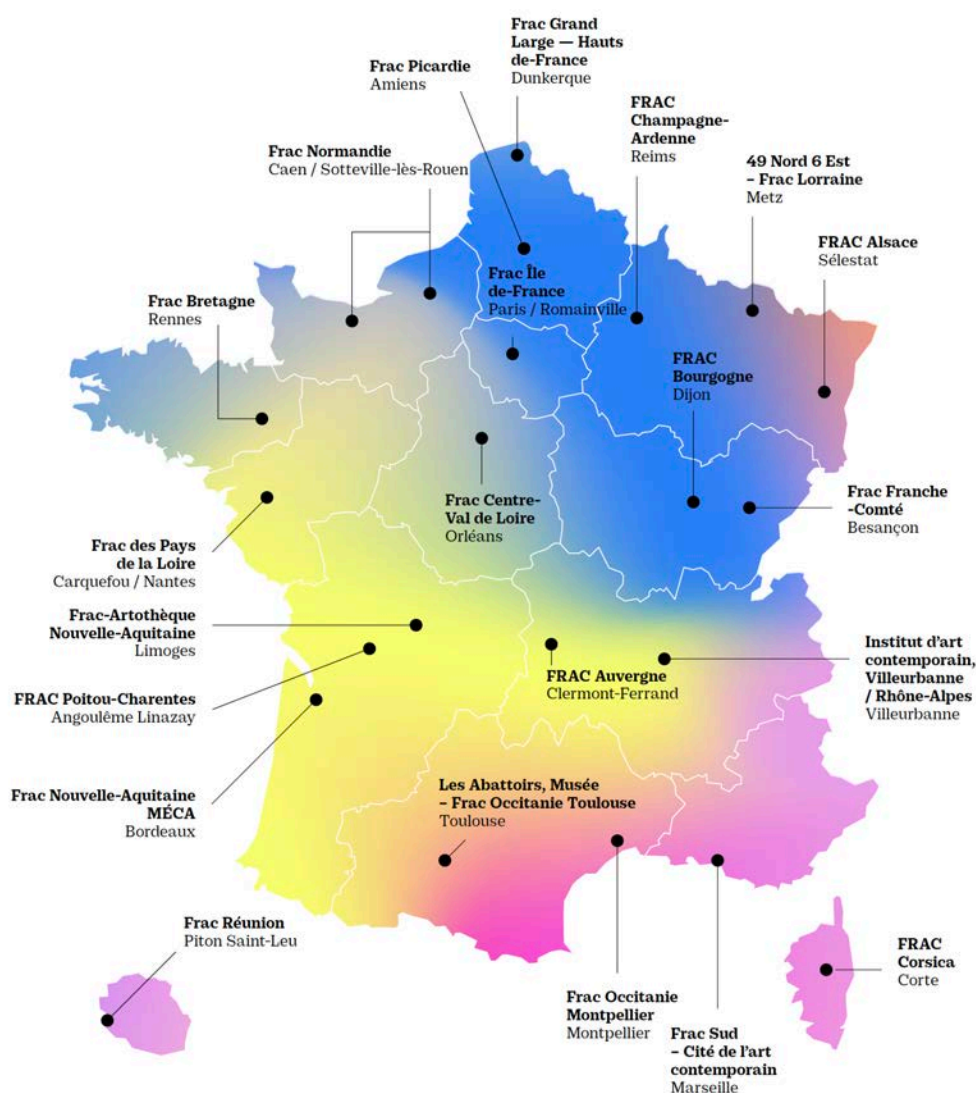 Frac Grand
Large — Hauts
de-France
Dunkerque
Frac Picardie
Amiens
FRAC
Champagne-
Ardenne
Reims
Frac Normandie
Caen / Sotteville-lès-Rouen
49 Nord 6 Est
– Frac Lorraine
Metz
FRAC Alsace
Sélestat
Frac Île
de-France
Paris / Romainville
Frac Bretagne
Rennes
FRAC
Bourgogne
Dijon
Frac Centre-
Val de Loire
Orléans
Frac Franche
-Comté
Besançon
Frac des Pays
de la Loire
Carquefou / Nantes
Frac-Artothèque
Nouvelle-Aquitaine
Limoges
Institut d’art
contemporain,
Villeurbanne
/ Rhône-Alpes
Villeurbanne
FRAC Auvergne
Clermont-Ferrand
FRAC Poitou-Charentes
Angoulême Linazay
Frac Nouvelle-Aquitaine
MÉCA
Bordeaux
Les Abattoirs, Musée
– Frac Occitanie Toulouse
Toulouse
Frac Réunion
Piton Saint-Leu
FRAC
Corsica
Corte
Frac Occitanie
Montpellier
Montpellier
Frac Sud
– Cité de l’art
contemporain
Marseille